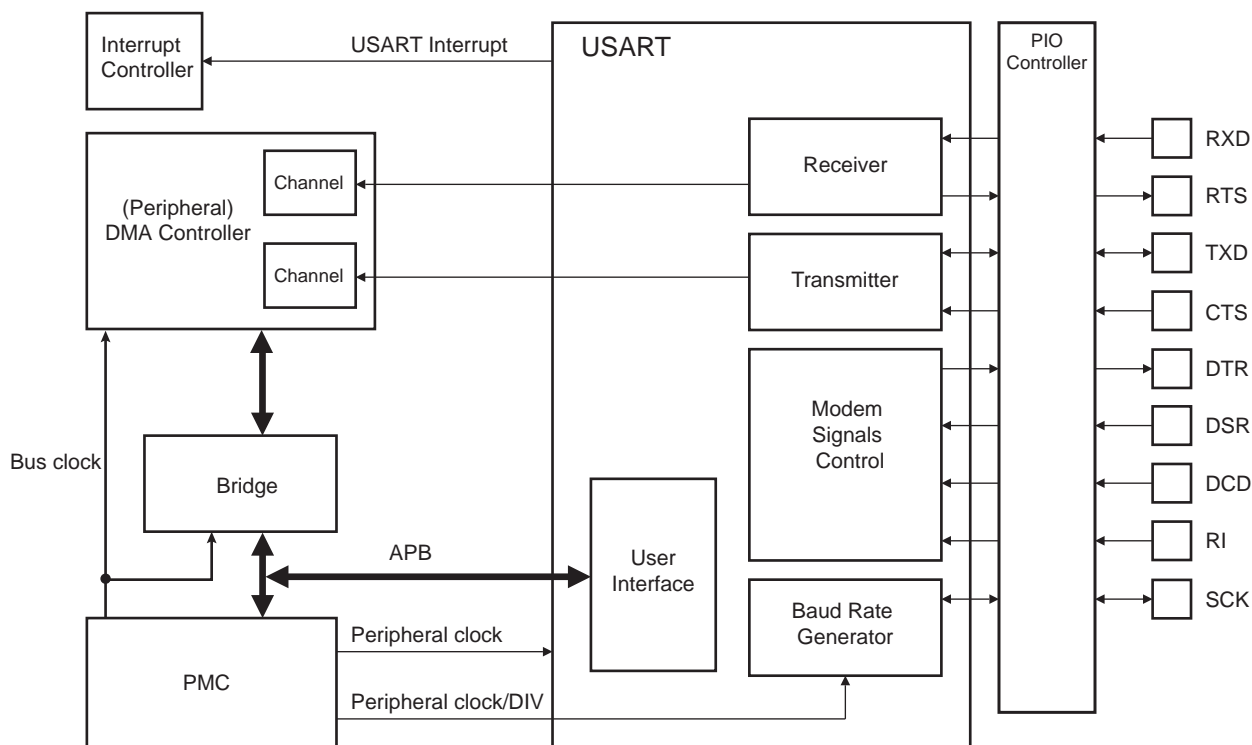 Interrupt
Controller
USART Interrupt
USART
PIO
Controller
(Peripheral)
DMA Controller
Channel
Channel
Receiver
Transmitter
Modem
Signals
Control
RXD
RTS
TXD
CTS
DTR
DSR
DCD
RI
SCK
Bus clock
Bridge
APB
User
Interface
Baud Rate
Generator
PMC
Peripheral clock
Peripheral clock/DIV